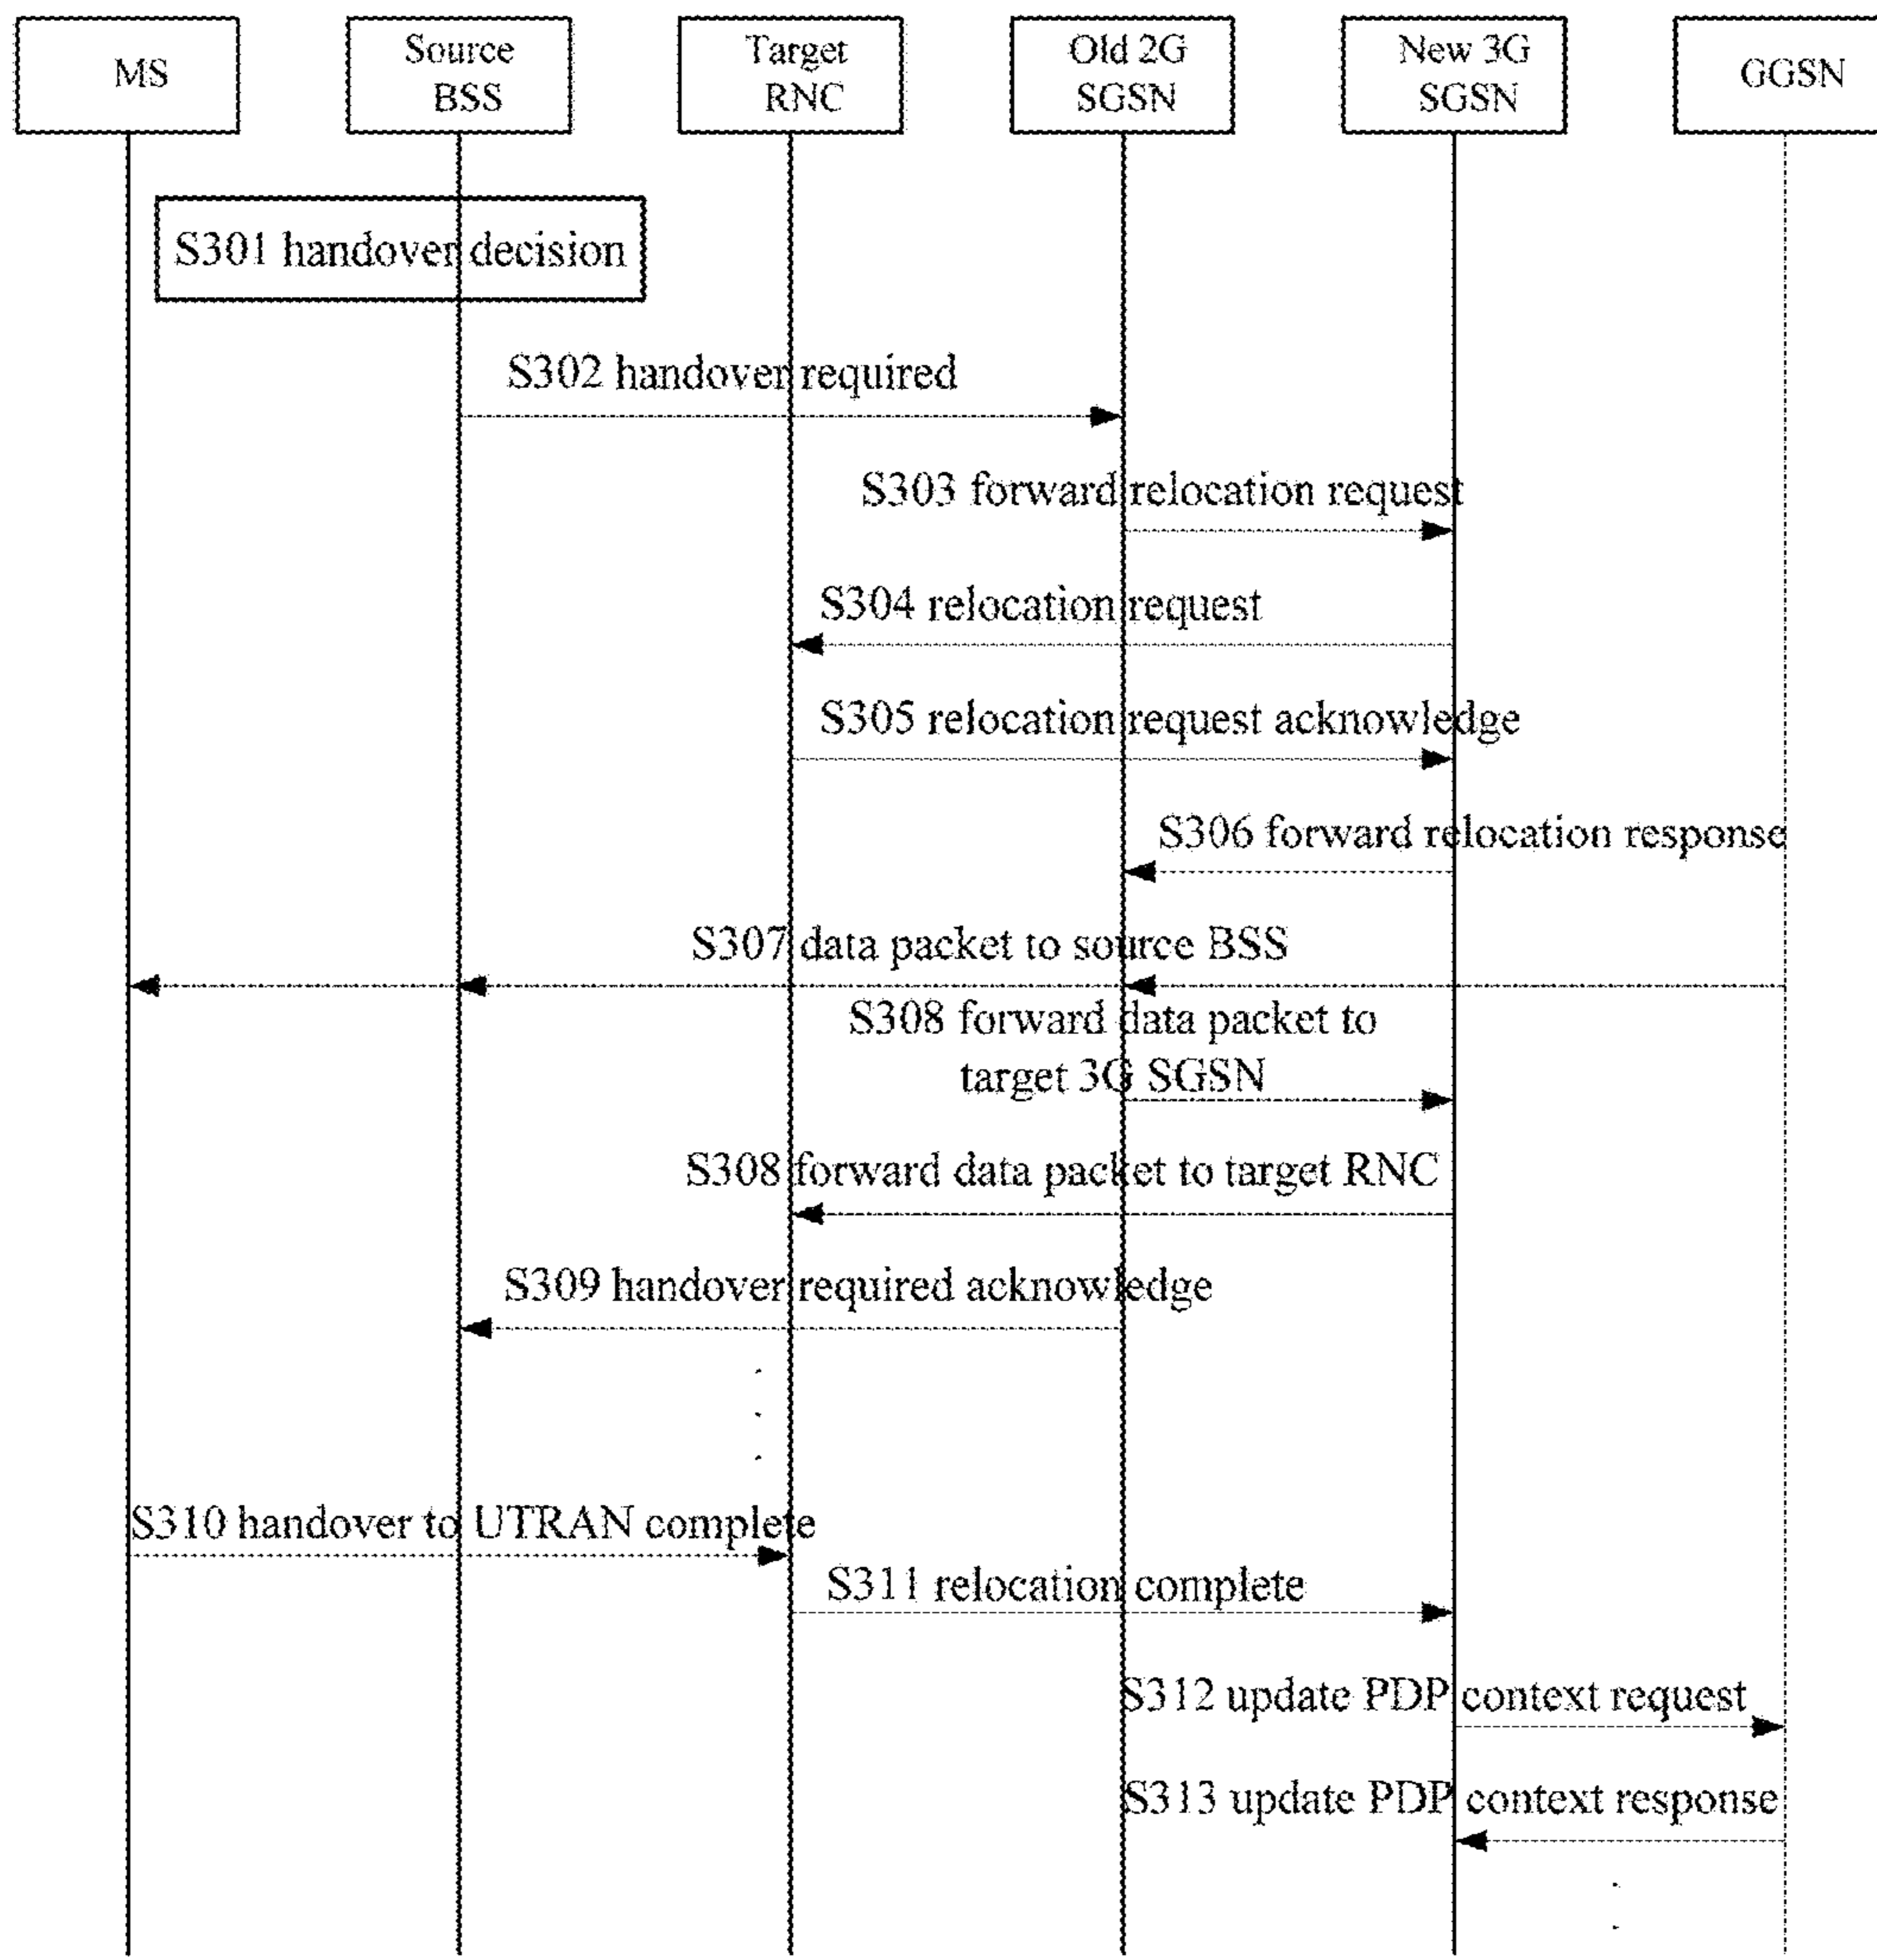 MS
Source
BSS
Target
RNC
Old 2G
SGSN
New 3G
SGSN
GGSN
S301 handover decision
S302 handover required
S303 forward relocation request
S304 relocation request
S305 relocation request acknowledge
S306 forward relocation response
S307 data packet to source BSS
S308 forward data packet to
target 3G SGSN
S308 forward data packet to target RNC
S309 handover required acknowledge
S310 handover to UTRAN complete
S311 relocation complete
S312 update PDP context request
S313 update PDP context response